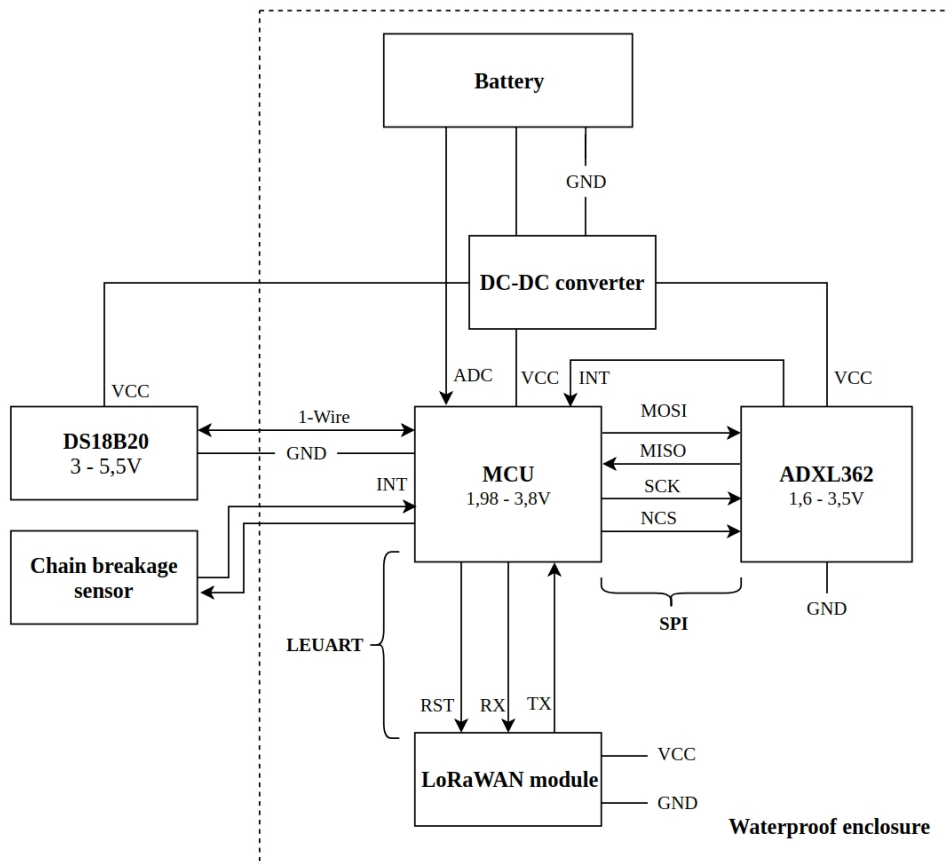 Battery
GND
DC-DC converter
ADC
VCC
INT
VCC
VCC
DS18B20
3 - 5,5V
1-Wire
GND
INT
MCU
1,98 - 3,8V
MOSI
MISO
SCK
NCS
ADXL362
1,6 - 3,5V
Chain breakage
sensor
GND
SPI
LEUART
RST
RX
TX
LoRaWAN module
VCC
GND
Waterproof enclosure